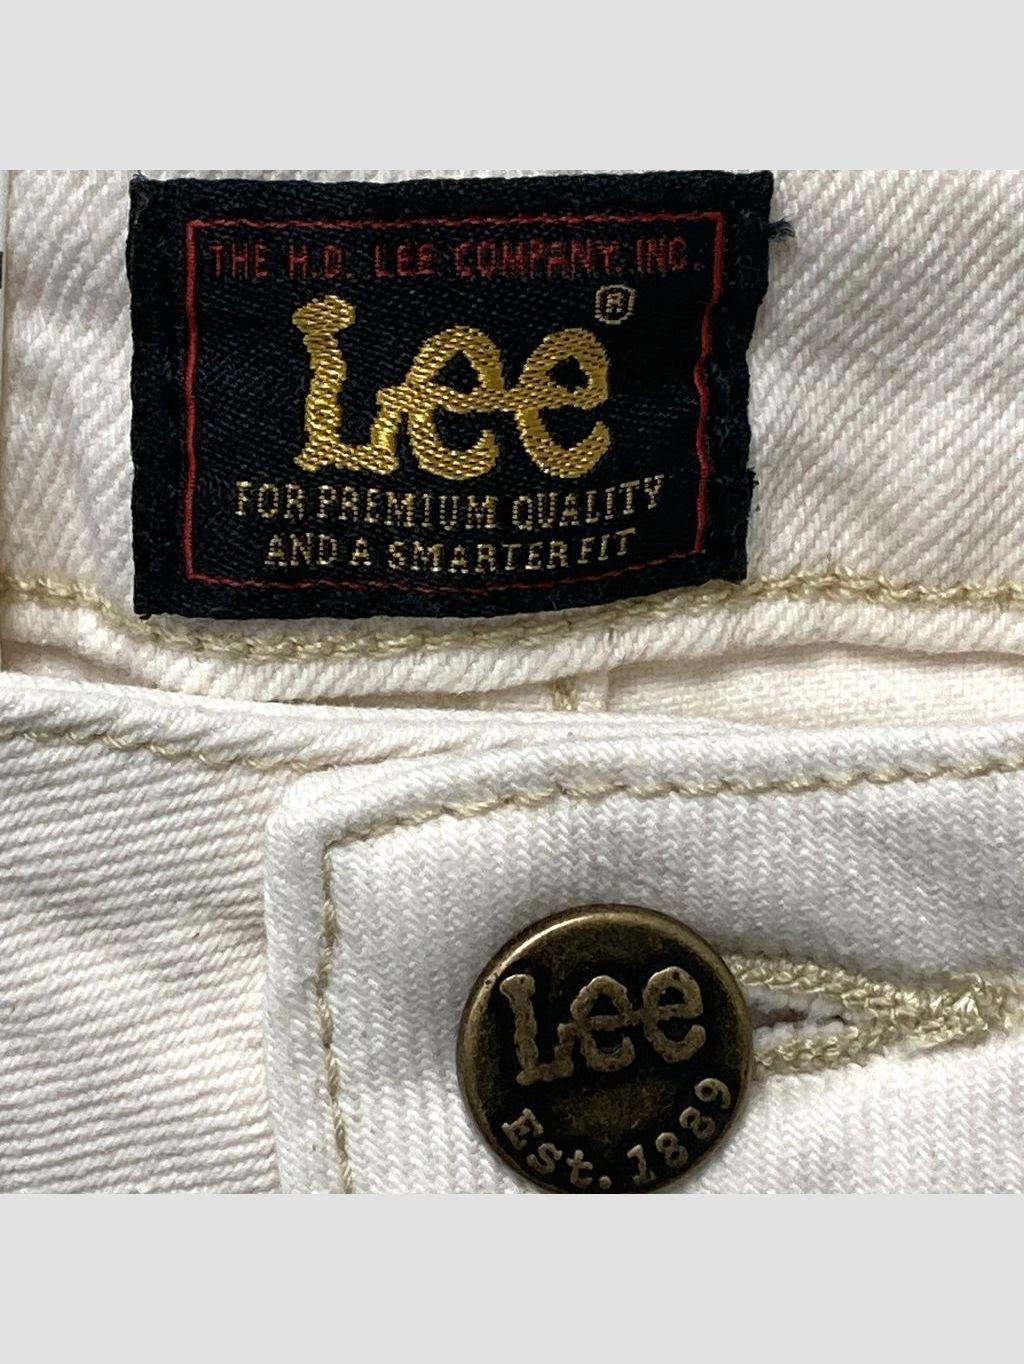 THE H.D. LEE COMPANY, INC.
Lee®
FOR PREMIUM QUALITY
AND A SMARTER FIT
Lee
Est. 1889